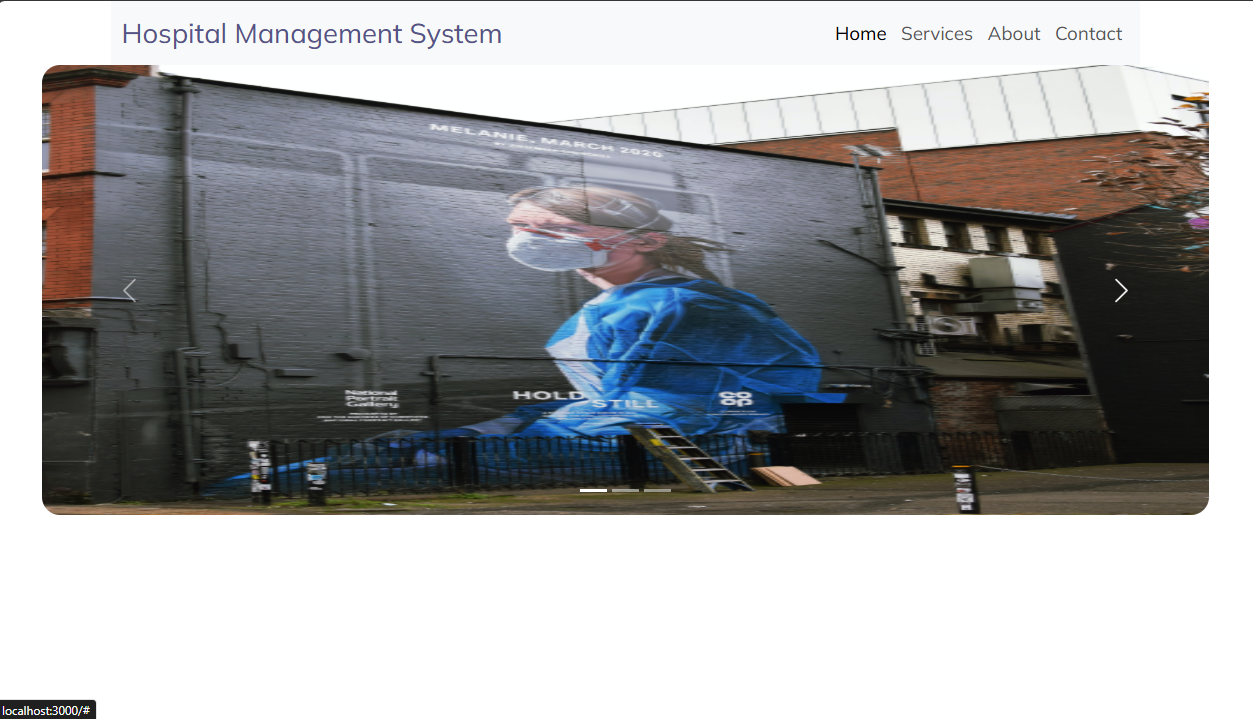 Hospital Management System
Home Services About Contact
MELANIE, MARCH 2020
National
Portrait
Gallery
HOLD
STILL
CO
OP
localhost:3000/#